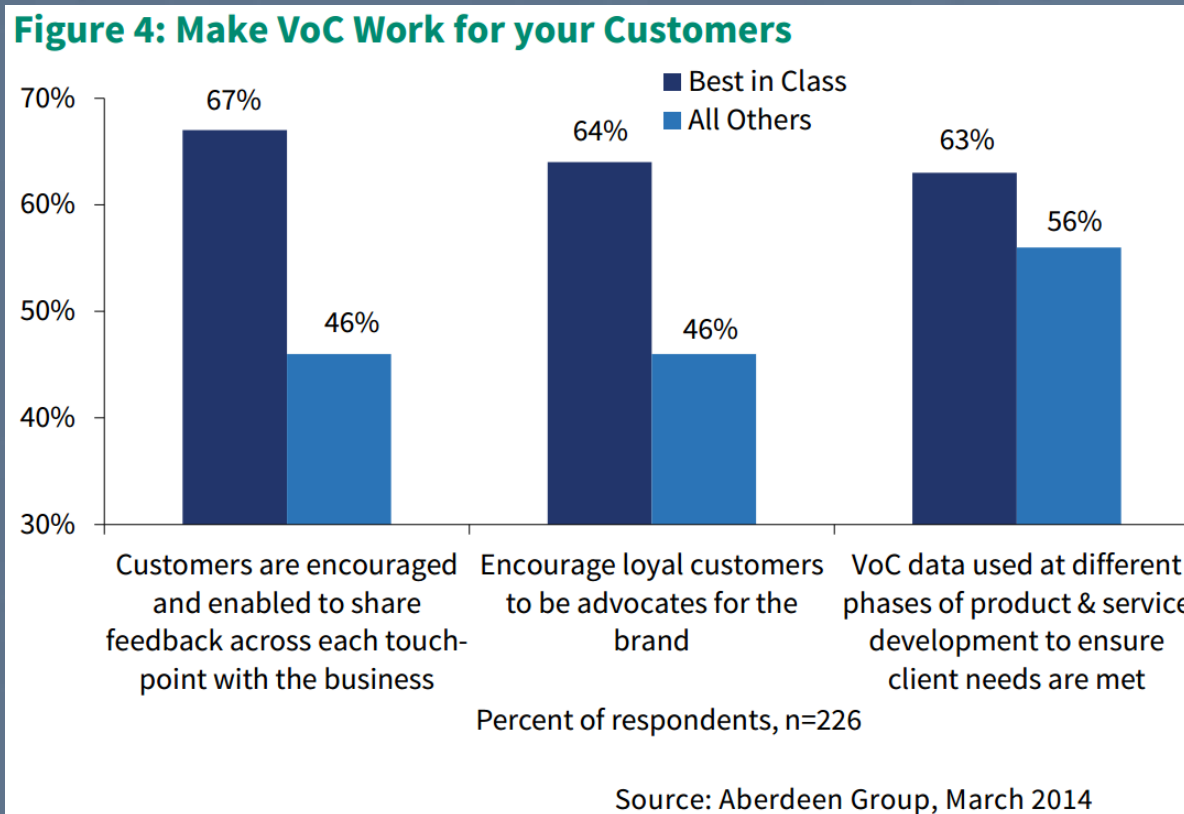 Figure 4: Make VoC Work for your Customers
Best in Class
All Others
70%
60%
50%
40%
30%
67%
46%
64%
46%
63%
56%
Customers are encouraged
and enabled to share
feedback across each touch-
point with the business
Encourage loyal customers
to be advocates for the
brand
VoC data used at different
phases of product & service
development to ensure
client needs are met
Percent of respondents, n=226
Source: Aberdeen Group, March 2014